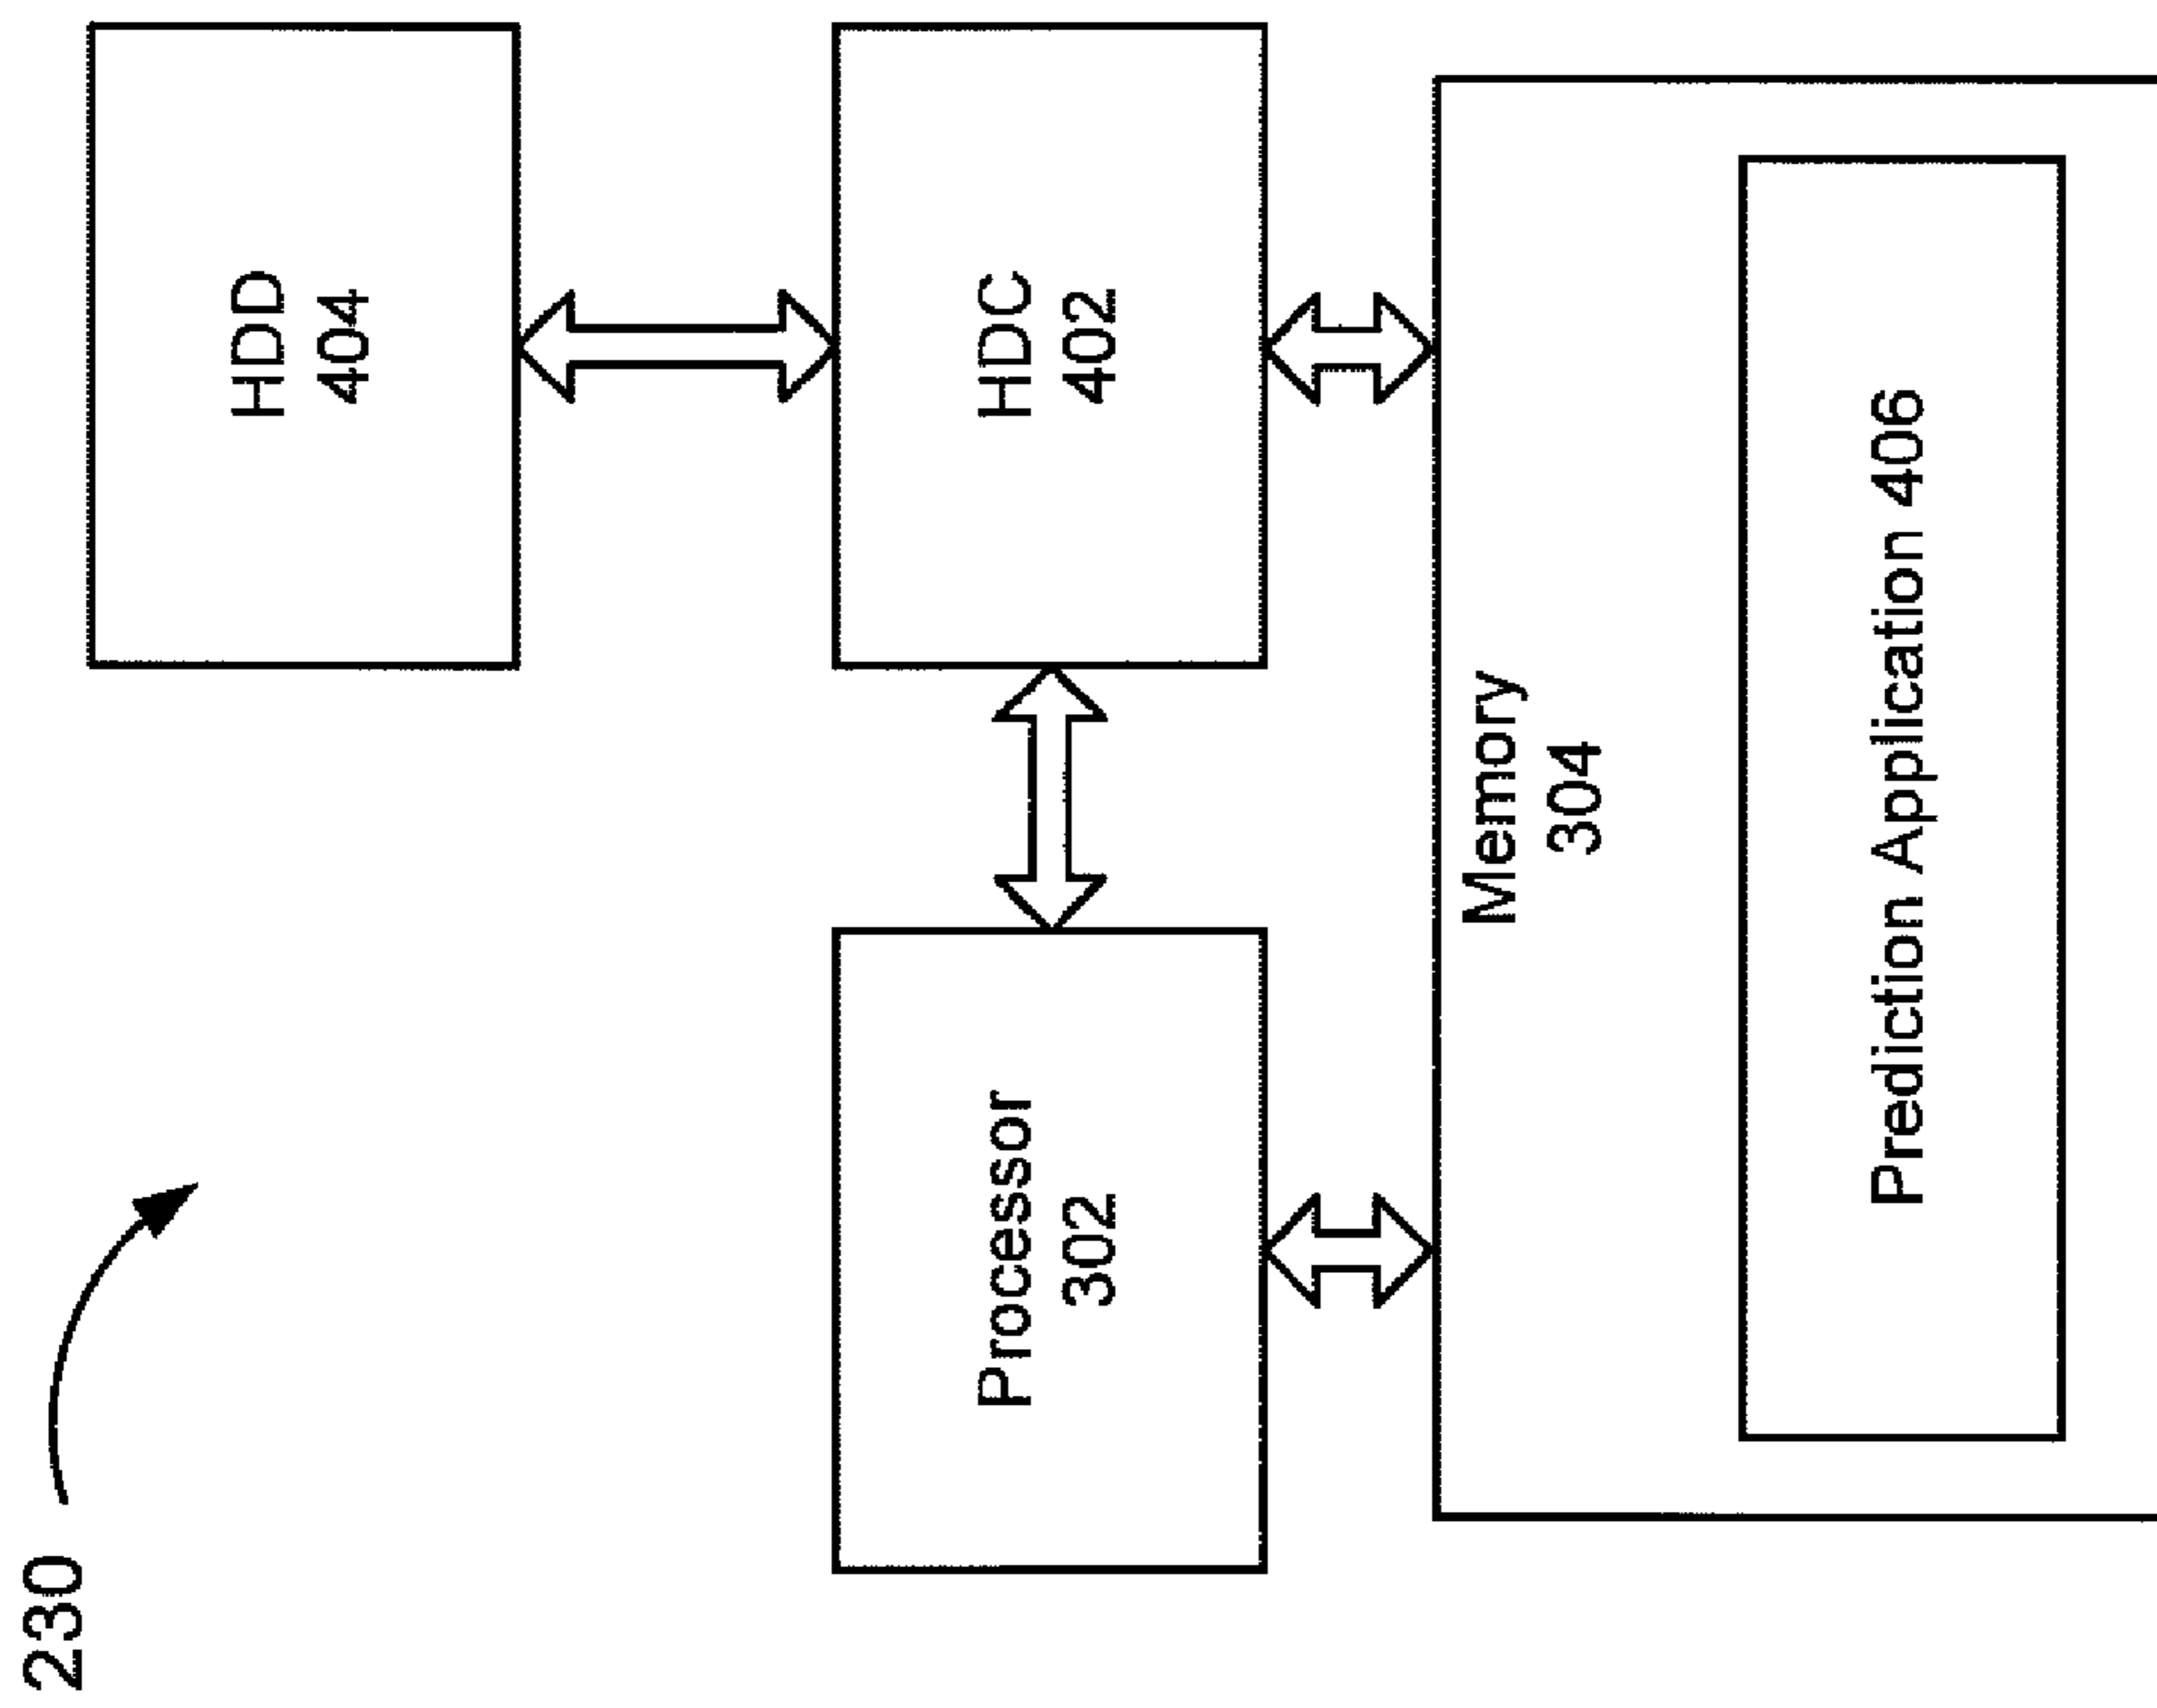 230
HDD
404
Processor
302
HDC
402
Memory
304
Prediction Application 406